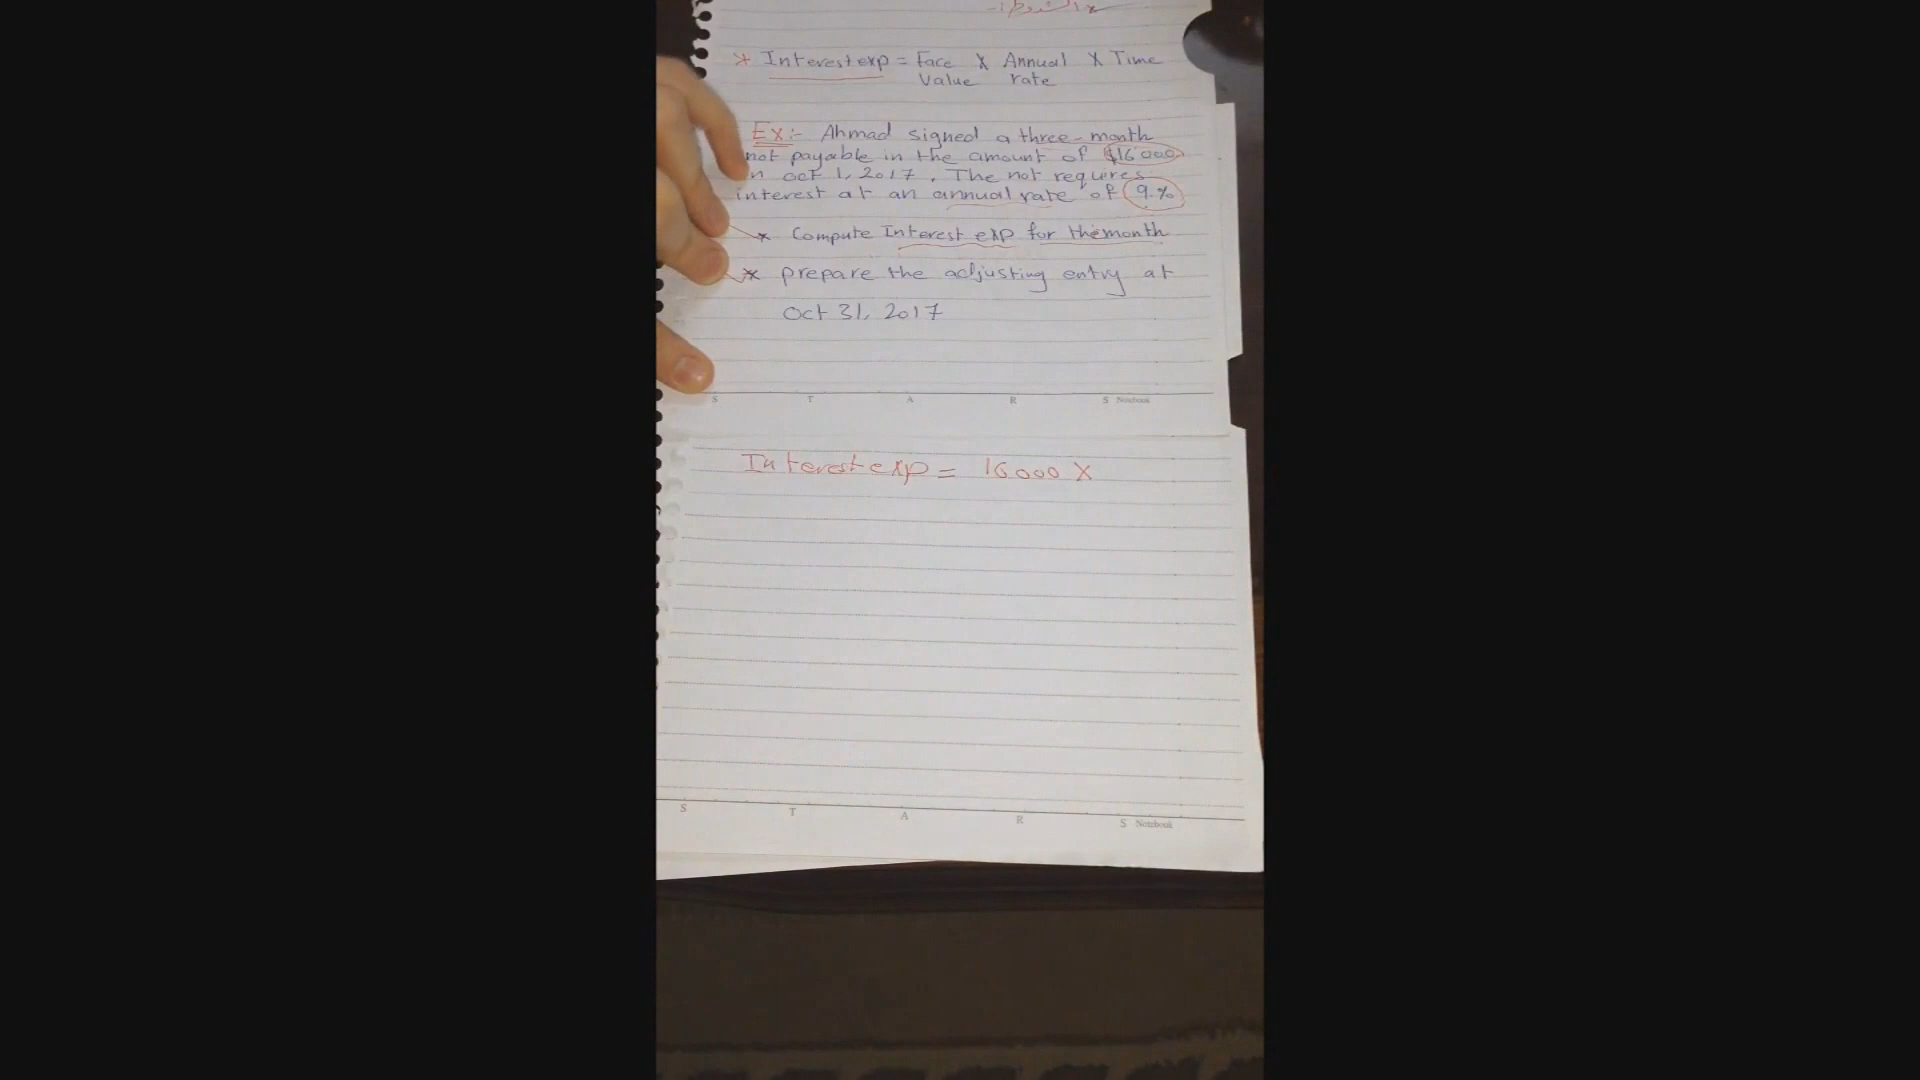 * Interest exp = Face X Annual X Time
Value rate
Ex:- Ahmad signed a three-month
not payable in the amount of $16000
n oct 1, 2017. The not requires
interest at an annual rate of 9%
* Compute Interest exp for the month
* prepare the adjusting entry at
Oct 31, 2017
S T A R S Notebook
Interest exp = 16000 X
S T A R S Notebook